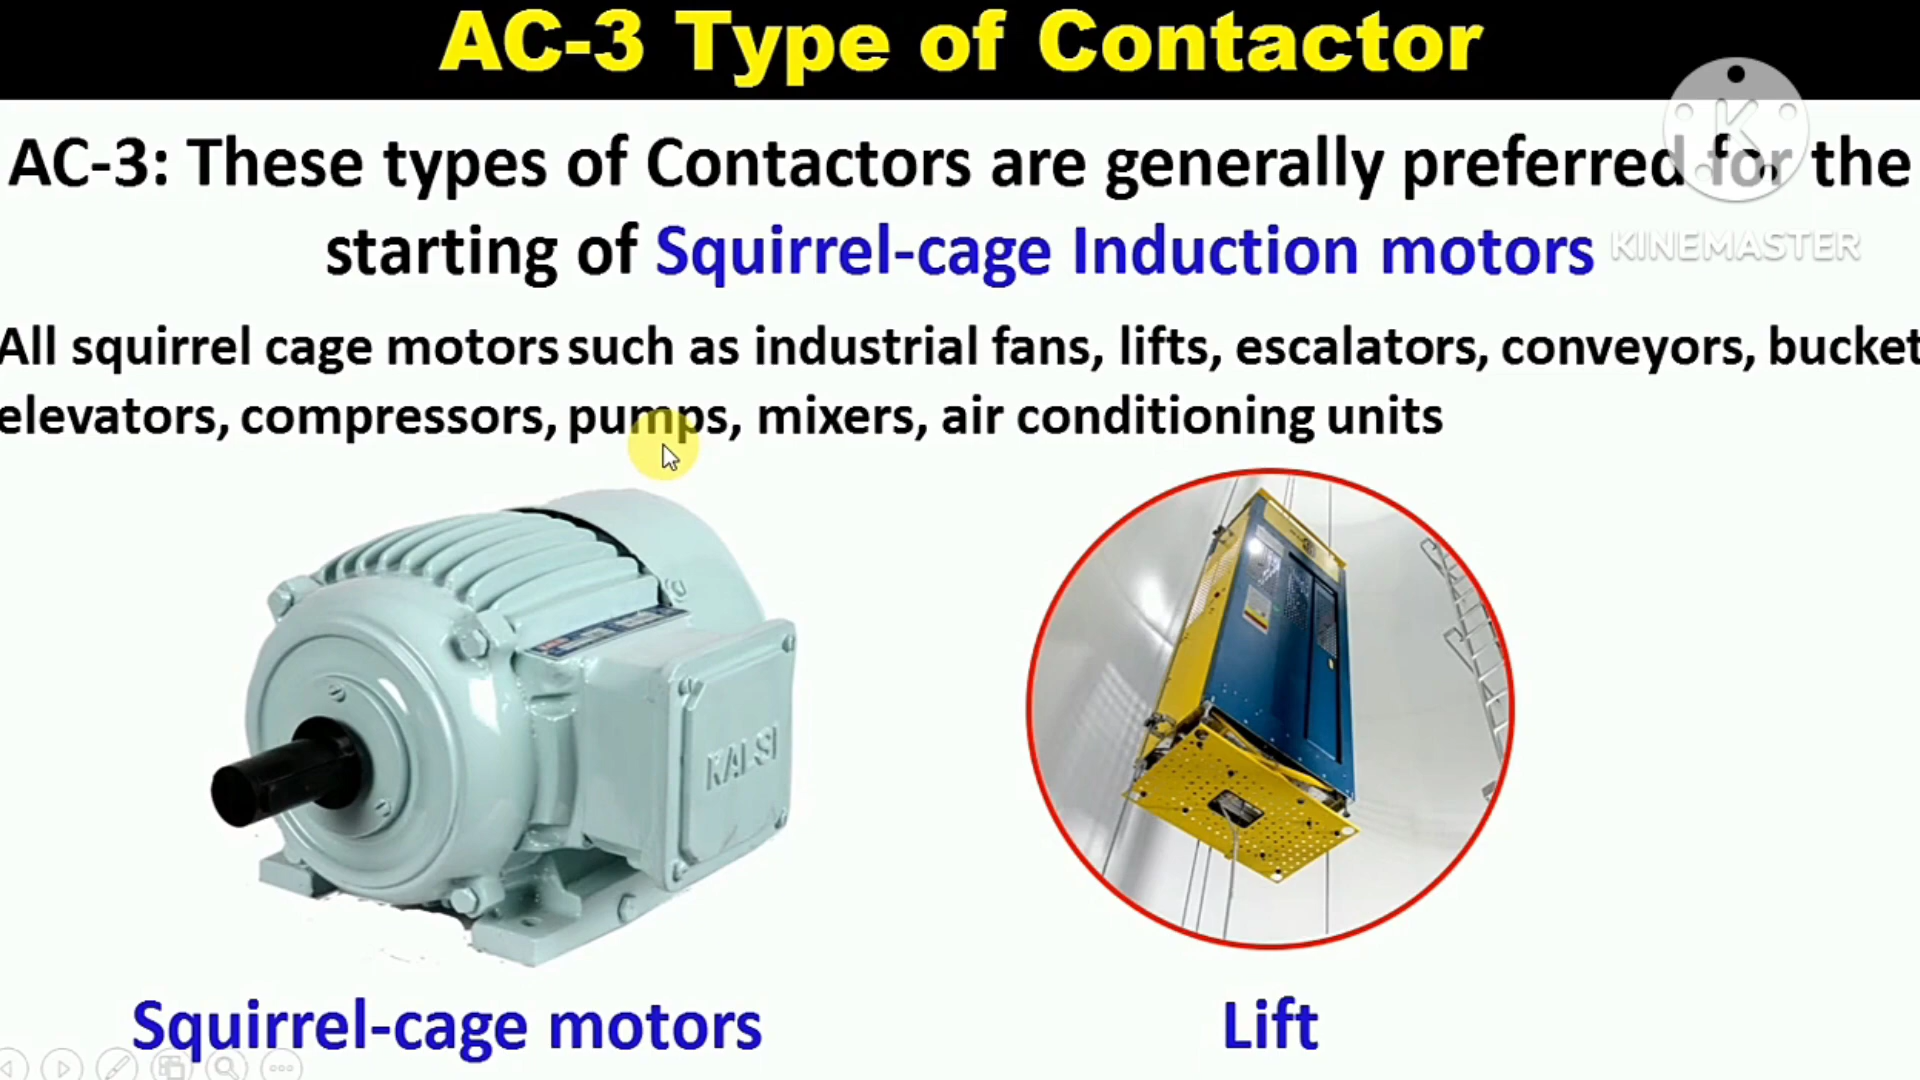 AC-3 Type of Contactor
AC-3: These types of Contactors are generally preferred for the
starting of Squirrel-cage Induction motors
KINEMASTER
All squirrel cage motors such as industrial fans, lifts, escalators, conveyors, bucket
elevators, compressors, pumps, mixers, air conditioning units
KALSI
Squirrel-cage motors
Lift